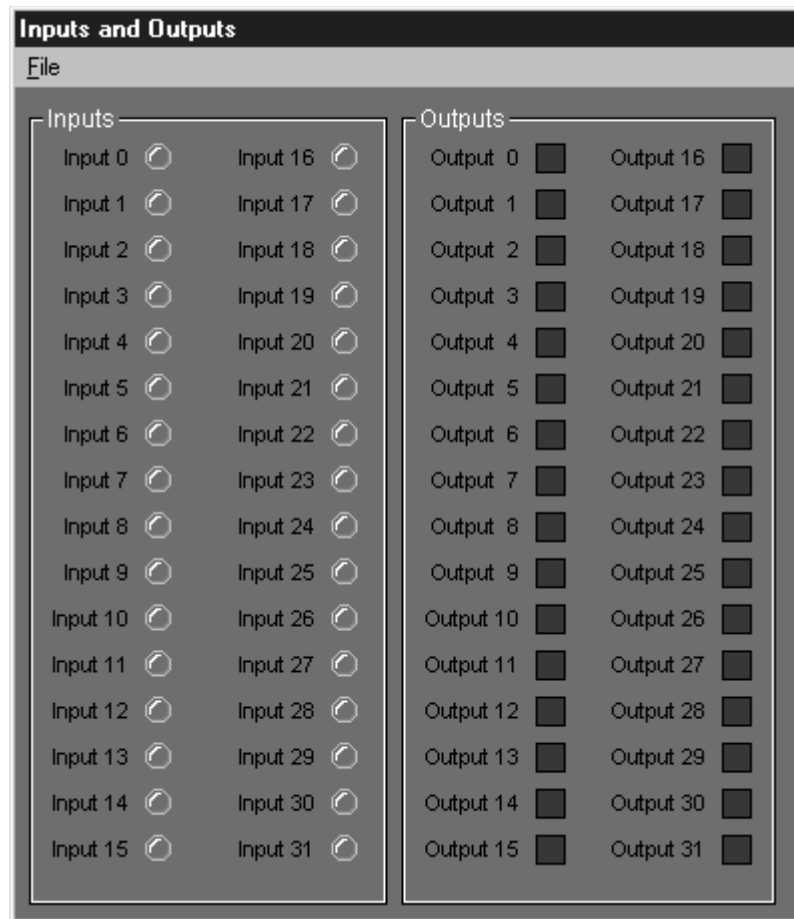 Inputs and Outputs
File
Inputs
Input 0 Input 16
Input 1 Input 17
Input 2 Input 18
Input 3 Input 19
Input 4 Input 20
Input 5 Input 21
Input 6 Input 22
Input 7 Input 23
Input 8 Input 24
Input 9 Input 25
Input 10 Input 26
Input 11 Input 27
Input 12 Input 28
Input 13 Input 29
Input 14 Input 30
Input 15 Input 31
Outputs
Output 0 Output 16
Output 1 Output 17
Output 2 Output 18
Output 3 Output 19
Output 4 Output 20
Output 5 Output 21
Output 6 Output 22
Output 7 Output 23
Output 8 Output 24
Output 9 Output 25
Output 10 Output 26
Output 11 Output 27
Output 12 Output 28
Output 13 Output 29
Output 14 Output 30
Output 15 Output 31